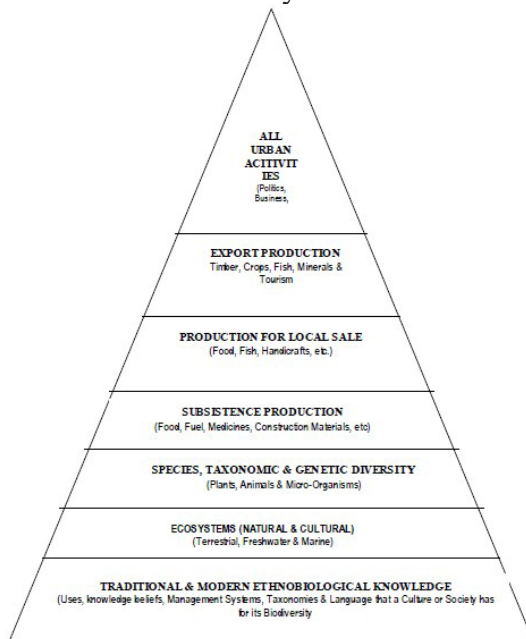 ALL
URBAN
ACITIVIT
IES
(Politics,
Business,
EXPORT PRODUCTION
Timber, Crops, Fish, Minerals &
Tourism
PRODUCTION FOR LOCAL SALE
(Food, Fish, Handicrafts, etc.)
SUBSISTENCE PRODUCTION
(Food, Fuel, Medicines, Construction Materials, etc)
SPECIES, TAXONOMIC & GENETIC DIVERSITY
(Plants, Animals & Micro-Organisms)
ECOSYSTEMS (NATURAL & CULTURAL)
(Terrestrial, Freshwater & Marine)
TRADITIONAL & MODERN ETHNOBIOLOGICAL KNOWLEDGE
(Uses, knowledge beliefs, Management Systems, Taxonomies & Language that a Culture or Society has
for its Biodiversity